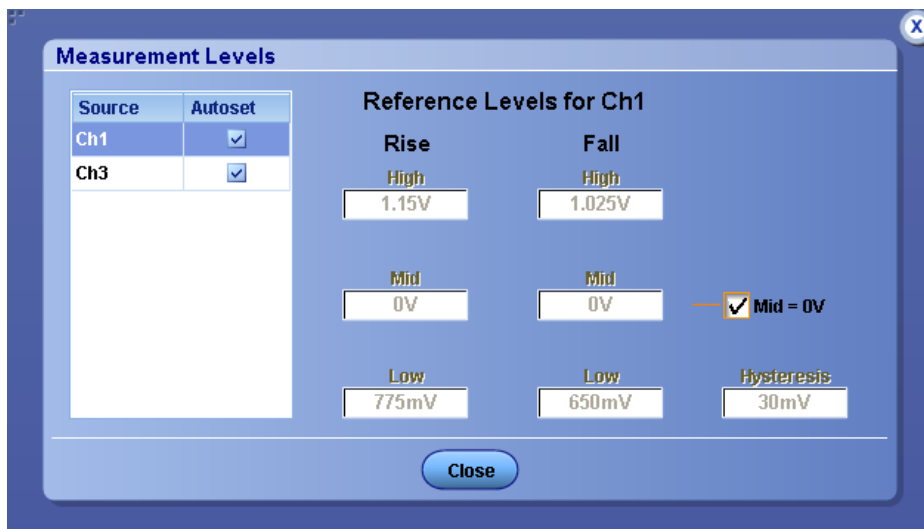 X
Measurement Levels
Source Autoset
Ch1
Ch3
Reference Levels for Ch1
Rise Fall
High High
1.15V 1.025V
Mid Mid
0V 0V
Mid = 0V
Low Low Hysteresis
775mV 650mV 30mV
Close